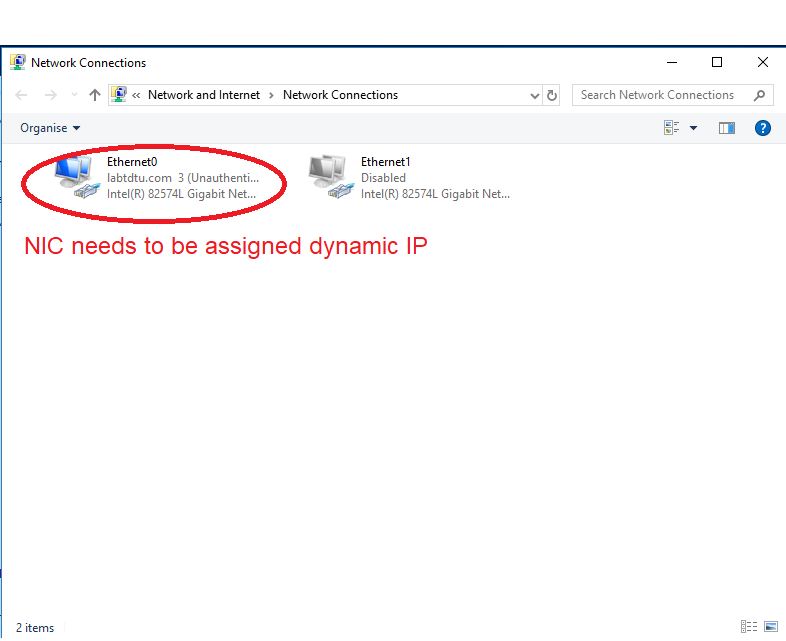 Network Connections
« Network and Internet > Network Connections
Search Network Connections
Organise
Ethernet0
labtdtu.com 3 (Unauthenti...
Intel(R) 82574L Gigabit Net...
Ethernet1
Disabled
Intel(R) 82574L Gigabit Net...
NIC needs to be assigned dynamic IP
2 items